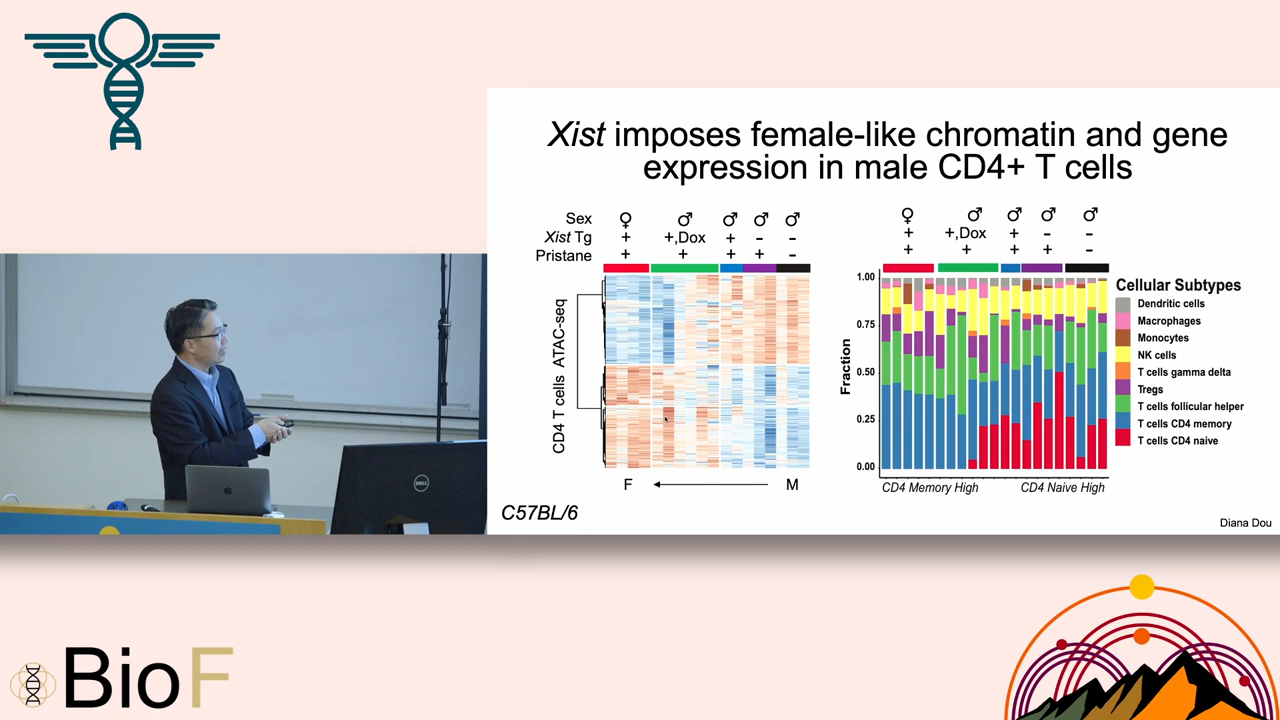 Xist imposes female-like chromatin and gene
expression in male CD4+ T cells
Sex ♀ ♂ ♂ ♂ ♂
Xist Tg + +,Dox + - -
Pristane + + + + -
CD4 T cells ATAC-seq
F M
C57BL/6
♀ ♂ ♂ ♂ ♂
+ +,Dox + - -
+ + + + -
Fraction
1.00
0.75
0.50
0.25
0.00
CD4 Memory High CD4 Naive High
Cellular Subtypes
Dendritic cells
Macrophages
Monocytes
NK cells
T cells gamma delta
Tregs
T cells follicular helper
T cells CD4 memory
T cells CD4 naive
Diana Dou
DELL
BioF